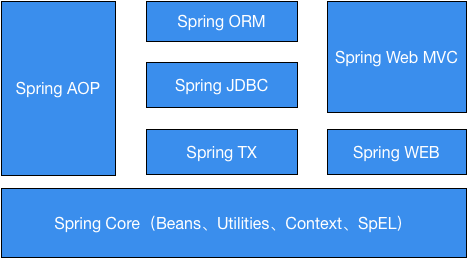 Spring ORM
Spring Web MVC
Spring AOP
Spring JDBC
Spring TX
Spring WEB
Spring Core（Beans、Utilities、Context、SpEL）